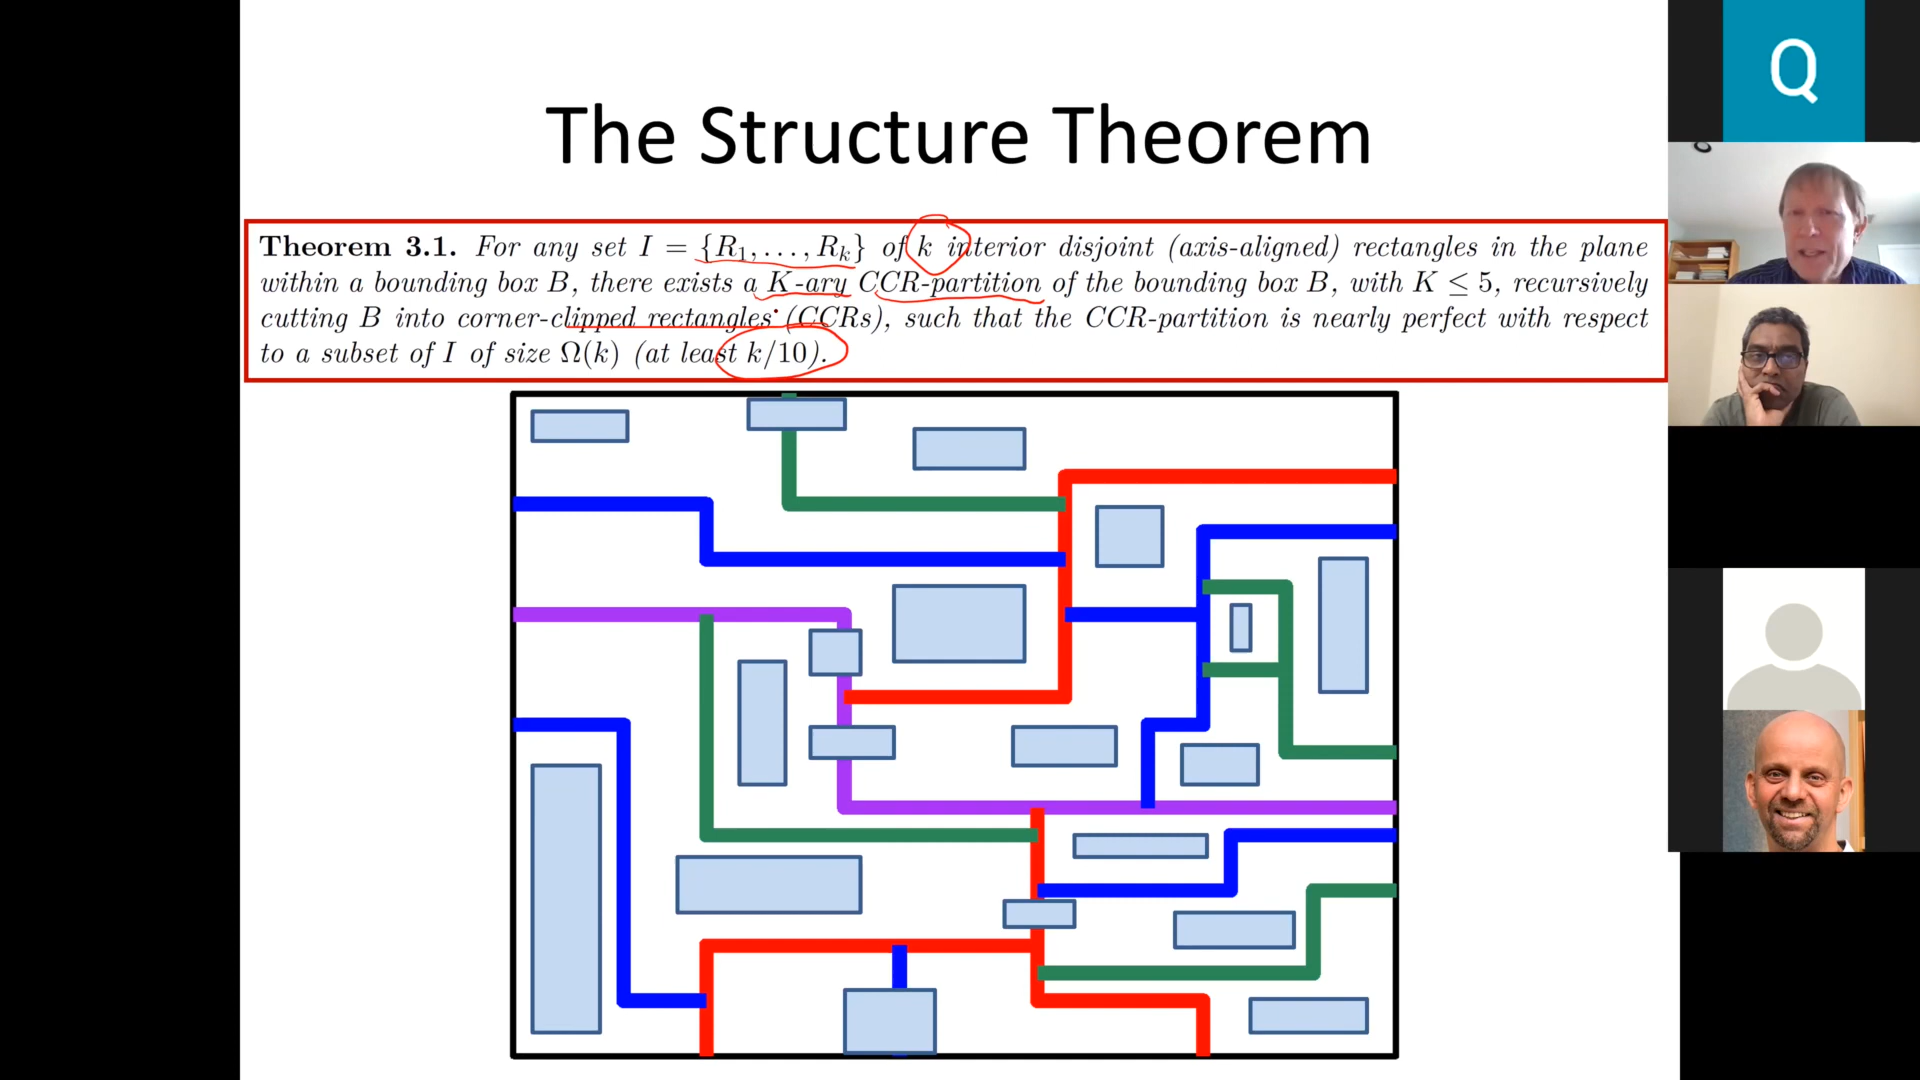 The Structure Theorem
Theorem 3.1. For any set I = {R₁, . . . , Rₖ} of k interior disjoint (axis-aligned) rectangles in the plane
within a bounding box B, there exists a K-ary CCR-partition of the bounding box B, with K ≤ 5, recursively
cutting B into corner-clipped rectangles (CCRs), such that the CCR-partition is nearly perfect with respect
to a subset of I of size Ω(k) (at least k/10).
Q